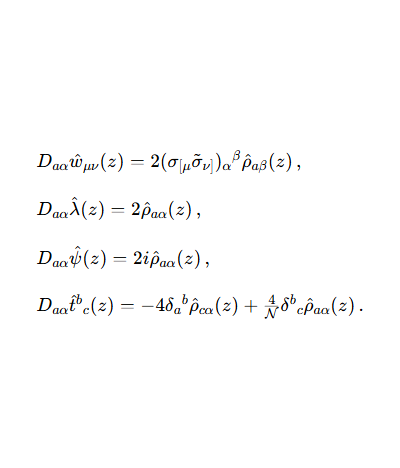 $D_{a\alpha}\hat{w}_{\mu\nu}(z) = 2(\sigma_{[\mu}\tilde{\sigma}_{\nu]})_{\alpha}{}^{\beta}\hat{\rho}_{a\beta}(z)\,,$
$D_{a\alpha}\hat{\lambda}(z) = 2\hat{\rho}_{a\alpha}(z)\,,$
$D_{a\alpha}\hat{\psi}(z) = 2i\hat{\rho}_{a\alpha}(z)\,,$
$D_{a\alpha}\hat{t}^{b}{}_{c}(z) = -4\delta_{a}{}^{b}\hat{\rho}_{c\alpha}(z) + \frac{4}{\mathcal{N}}\delta^{b}{}_{c}\hat{\rho}_{a\alpha}(z)\,.$